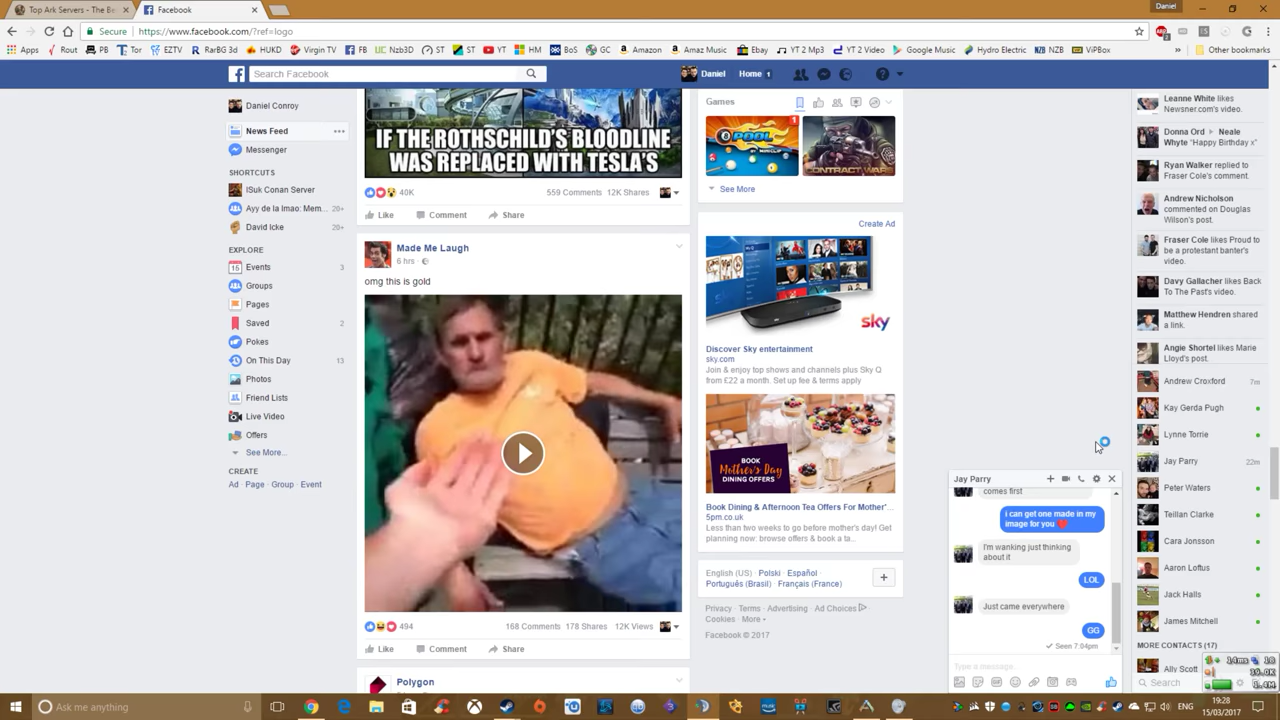 Top Ark Servers - The Be
Facebook
Daniel
Secure
https://www.facebook.com/?ref=logo
Apps
Rout
PB
Tor
EZTV
RarBG 3d
HUKD
Virgin TV
FB
Nzb3D
ST
ST
YT
HM
BoS
GC
Amazon
Amaz Music
Ebay
YT 2 Mp3
YT 2 Video
Google Music
Hydro Electric
NZB
ViPBox
Other bookmarks
Search Facebook
Daniel
Home 1
Daniel Conroy
News Feed
Messenger
SHORTCUTS
ISuk Conan Server
Ayy de la lmao: Mem... 20+
David Icke 20+
EXPLORE
Events 3
Groups
Pages
Saved 2
Pokes
On This Day 13
Photos
Friend Lists
Live Video
Offers
See More...
CREATE
Ad · Page · Group · Event
IF THE ROTHSCHILD'S BLOODLINE
WAS REPLACED WITH TESLA'S
40K
559 Comments 12K Shares
Like Comment Share
Made Me Laugh
6 hrs ·
omg this is gold
494
168 Comments 178 Shares 12K Views
Like Comment Share
Polygon
Games
1
POOL
CONTRACT WARS
See More
Create Ad
sky
Discover Sky entertainment
sky.com
Join & enjoy top shows and channels plus Sky Q
from £22 a month. Set up fee & terms apply
BOOK
Mother's Day
DINING OFFERS
Book Dining & Afternoon Tea Offers For Mother'...
5pm.co.uk
Less than two weeks to go before mother's day! Get
planning now: browse offers & book a ta...
English (US) · Polski · Español ·
Português (Brasil) · Français (France)
Privacy · Terms · Advertising · Ad Choices
Cookies · More
Facebook © 2017
Jay Parry
comes first
i can get one made in my
image for you
I'm wanking just thinking
about it
LOL
Just came everywhere
GG
Seen 7:04pm
Type a message.
Leanne White likes
Newsner.com's video.
Donna Ord ▸ Neale
Whyte "Happy Birthday x"
Ryan Walker replied to
Fraser Cole's comment.
Andrew Nicholson
commented on Douglas
Wilson's post.
Fraser Cole likes Proud to
be a protestant banter's
video.
Davy Gallacher likes Back
To The Past's video.
Matthew Hendren shared
a link.
Angie Shortel likes Marie
Lloyd's post.
Andrew Croxford 7m
Kay Gerda Pugh
Lynne Torrie
Jay Parry 22m
Peter Waters
Teillan Clarke
Cara Jonsson
Aaron Loftus
Jack Halls
James Mitchell
MORE CONTACTS (17)
Ally Scott
Search
14ms
Ask me anything
19:28
15/03/2017